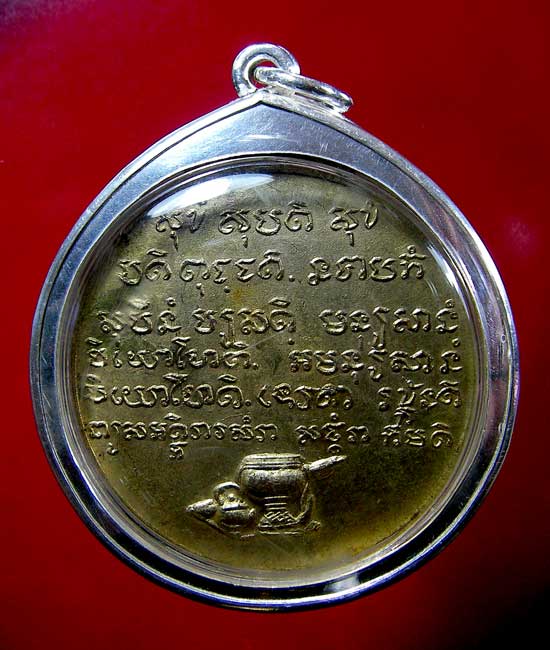 សុខំ សុបតិ សុខំ
បដិពុជ្ឈតិ. នបាបកំ
សុបិនំ បស្សតិ មនុស្សានំ
បិយោហោតិ. អមនុស្សានំ
បិយោហោតិ. ទេវតា រក្ខន្តិ